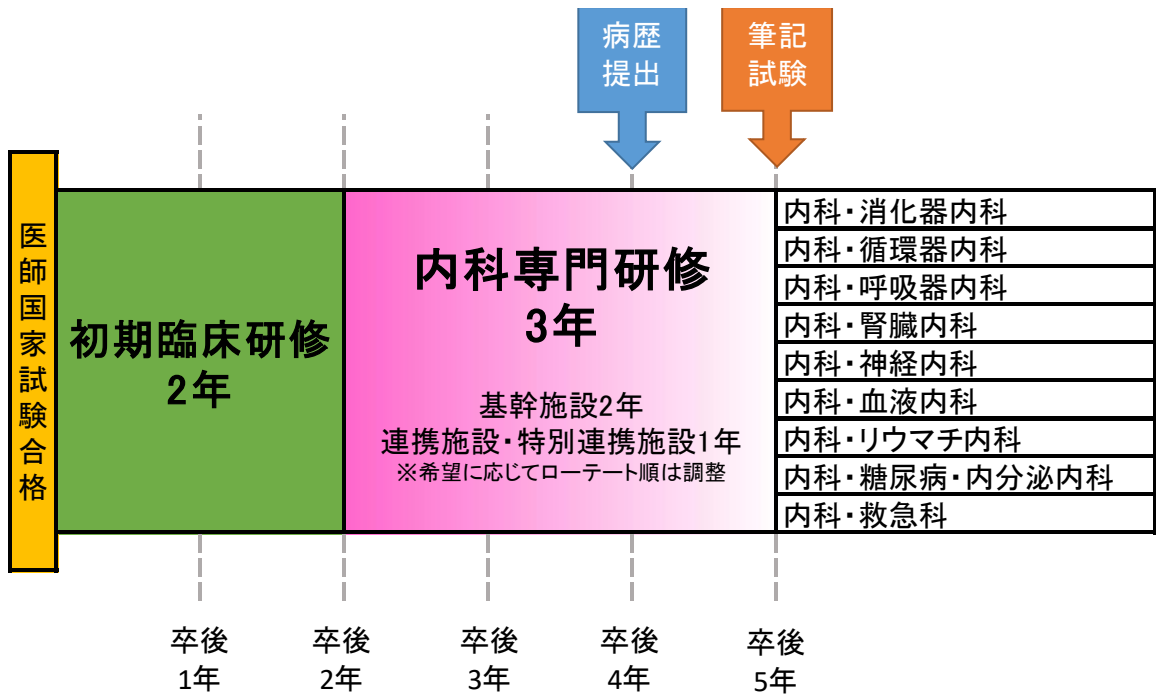 病歴
提出
筆記
試験
医師国家試験合格
初期臨床研修
2年
内科専門研修
3年
基幹施設2年
連携施設・特別連携施設1年
※希望に応じてローテート順は調整
内科・消化器内科
内科・循環器内科
内科・呼吸器内科
内科・腎臓内科
内科・神経内科
内科・血液内科
内科・リウマチ内科
内科・糖尿病・内分泌内科
内科・救急科
卒後
1年
卒後
2年
卒後
3年
卒後
4年
卒後
5年